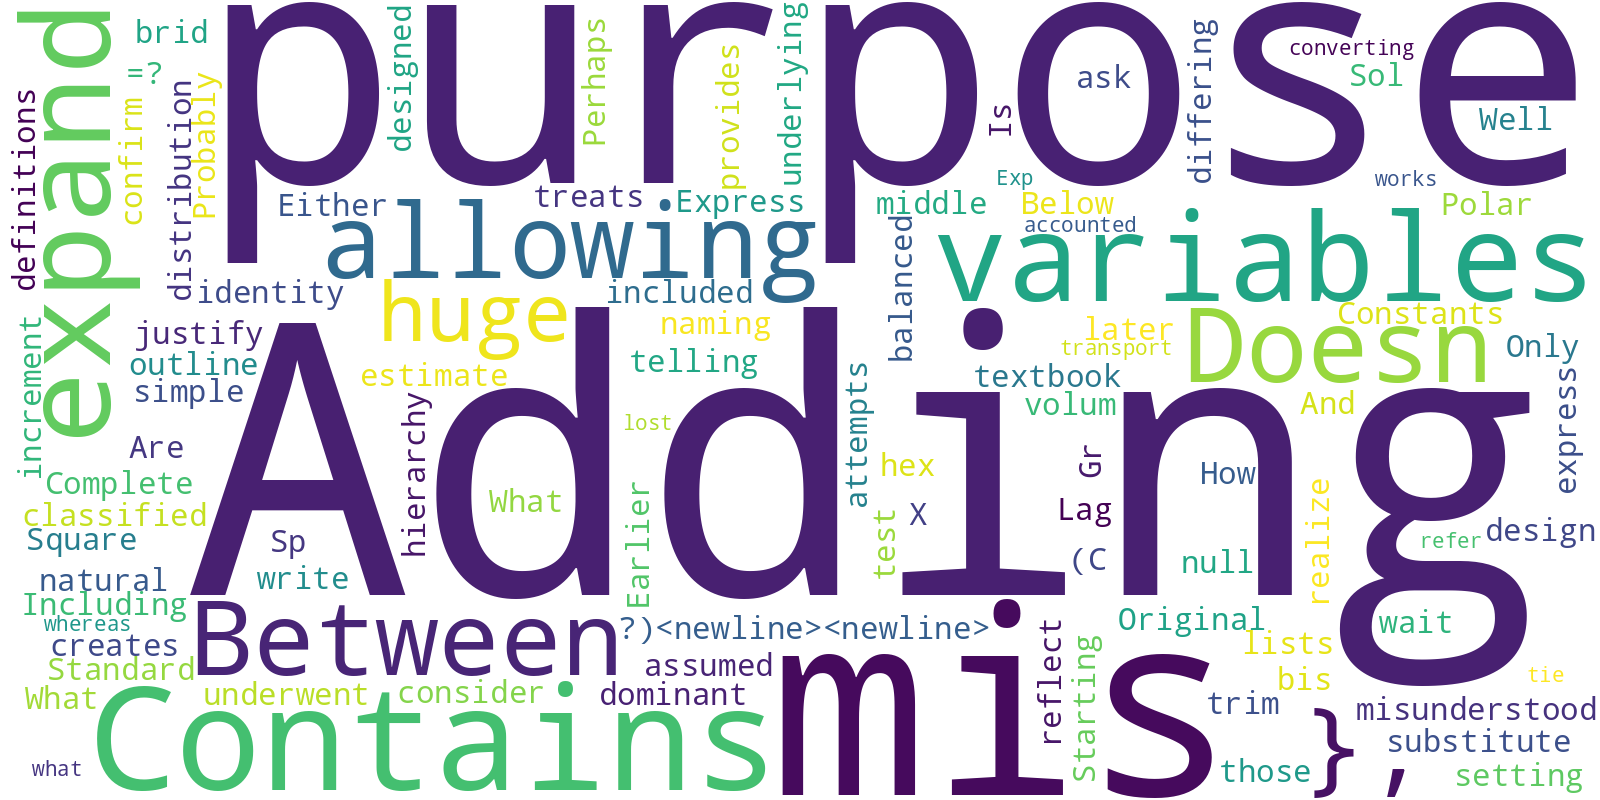 purpose
expand
brid
=?
definitions
confirm
distribution
Probably
designed
Perhaps
provides
underlying
ask
Is
differing
converting
Sol
Well
Either
treats
Express
Exp
middle
Below
accounted
works
Polar
allowing
variables
identity
huge
included
balanced
naming
later
transport
Constants
Doesn
Only
increment
justify
outline
simple
estimate
telling
textbook
volum
And
Adding
Are
hierarchy
lost
attempts
hex
Gr
How
express
Complete
classified
Square
Sp
What
Earlier
test
X
Lag
(C
null
realize
refer
design
natural
write
Including
whereas
creates
Standard
What
Between
?)<newline><newline>
Original
wait
lists
bis
tie
assumed
dominant
underwent
consider
reflect
Starting
trim
misunderstood
substitute
setting
those
what
Contains
mis
},